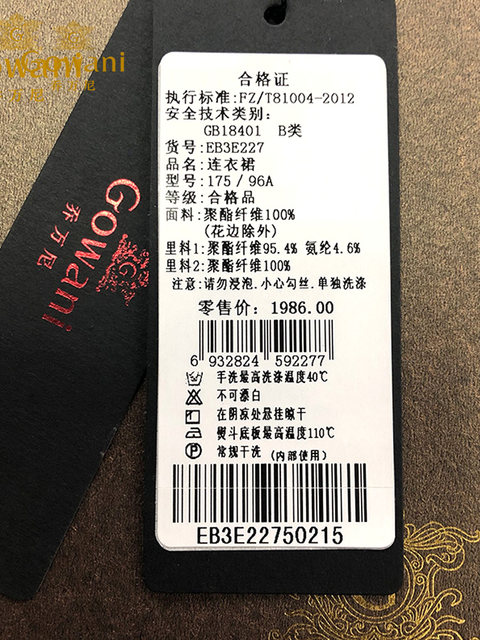 Gowani
乔万尼
合格证
执行标准:FZ/T81004-2012
安全技术类别:
GB18401 B类
货号:EB3E227
品名:连衣裙
型号:175/96A
等级:合格品
面料:聚酯纤维100%
(花边除外)
里料1:聚酯纤维95.4% 氨纶4.6%
里料2:聚酯纤维100%
注意:请勿浸泡.小心勾丝.单独洗涤
零售价: 1986.00
6 932824 592277
手洗最高洗涤温度40℃
不可漂白
在阴凉处悬挂晾干
熨斗底板最高温度110℃
常规干洗 (内部使用)
EB3E22750215